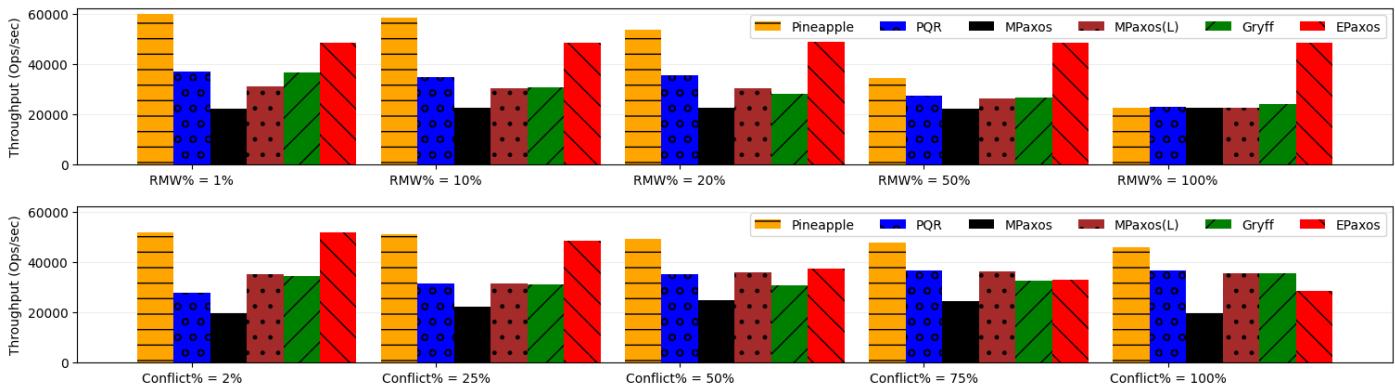 Throughput (Ops/sec)
60000
40000
20000
0
Pineapple PQR MPaxos MPaxos(L) Gryff EPaxos
RMW% = 1% RMW% = 10% RMW% = 20% RMW% = 50% RMW% = 100%
Throughput (Ops/sec)
60000
40000
20000
0
Pineapple PQR MPaxos MPaxos(L) Gryff EPaxos
Conflict% = 2% Conflict% = 25% Conflict% = 50% Conflict% = 75% Conflict% = 100%